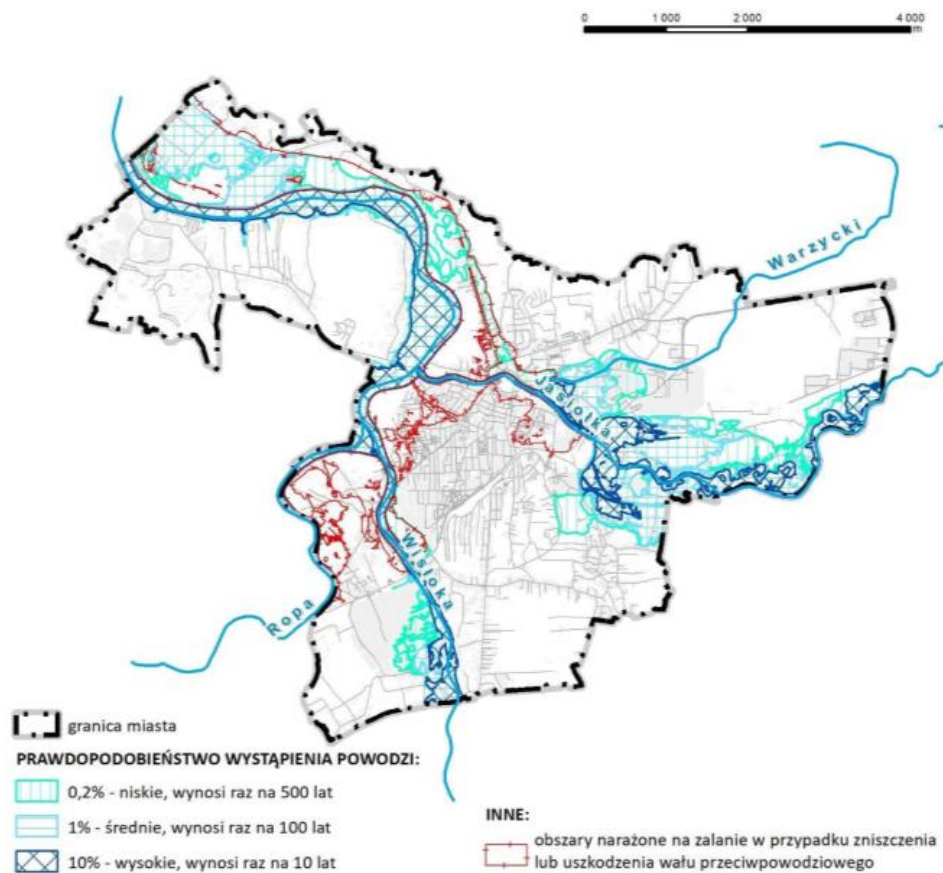 0 1 000 2 000 4 000
m
Warzycki
Jasiołka
Wisłoka
Ropa
granica miasta
PRAWDOPODOBIEŃSTWO WYSTĄPIENIA POWODZI:
0,2% - niskie, wynosi raz na 500 lat
1% - średnie, wynosi raz na 100 lat
10% - wysokie, wynosi raz na 10 lat
INNE:
obszary narażone na zalanie w przypadku zniszczenia
lub uszkodzenia wału przeciwpowodziowego